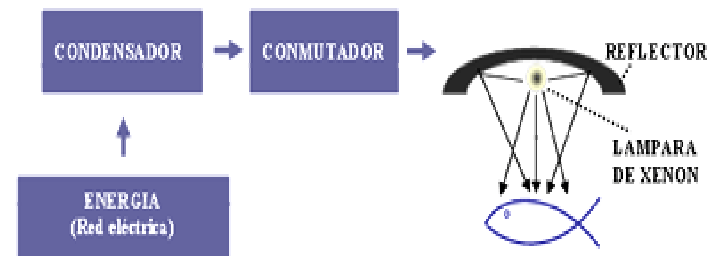 CONDENSADOR
CONMUTADOR
REFLECTOR
LAMPARA
DE XENON
ENERGIA
(Red eléctrica)